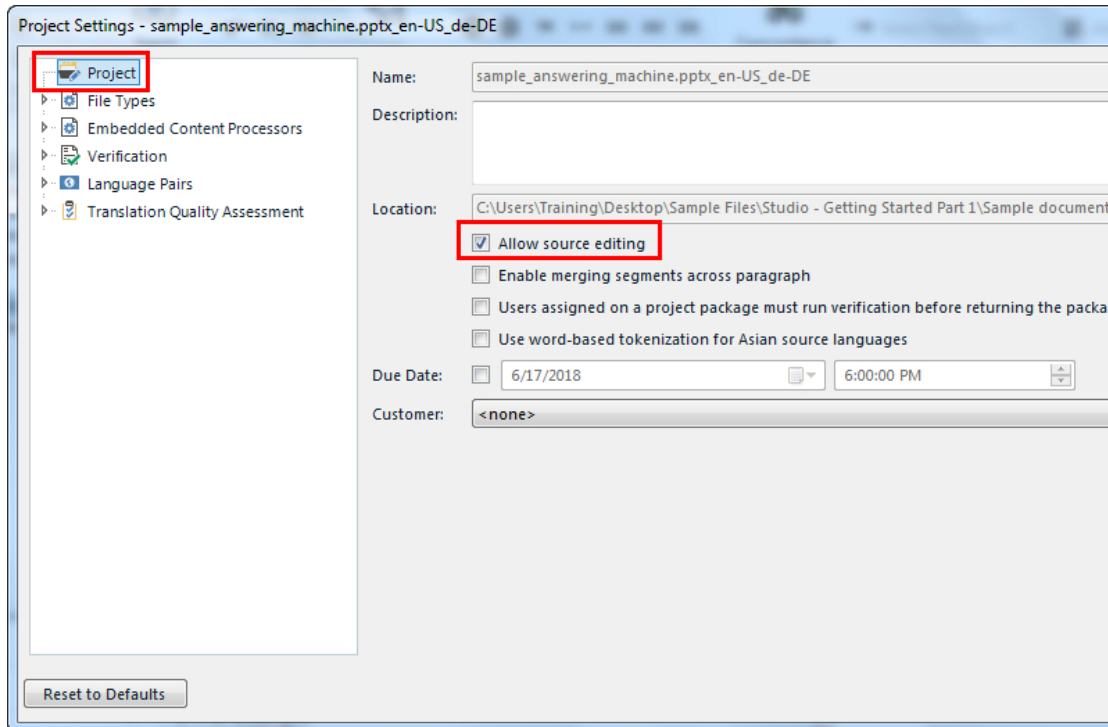 Project Settings - sample_answering_machine.pptx_en-US_de-DE
Project
File Types
Embedded Content Processors
Verification
Language Pairs
Translation Quality Assessment
Name:
sample_answering_machine.pptx_en-US_de-DE
Description:
Location:
C:\Users\Training\Desktop\Sample Files\Studio - Getting Started Part 1\Sample document
Allow source editing
Enable merging segments across paragraph
Users assigned on a project package must run verification before returning the packa
Use word-based tokenization for Asian source languages
Due Date:
6/17/2018
6:00:00 PM
Customer:
<none>
Reset to Defaults